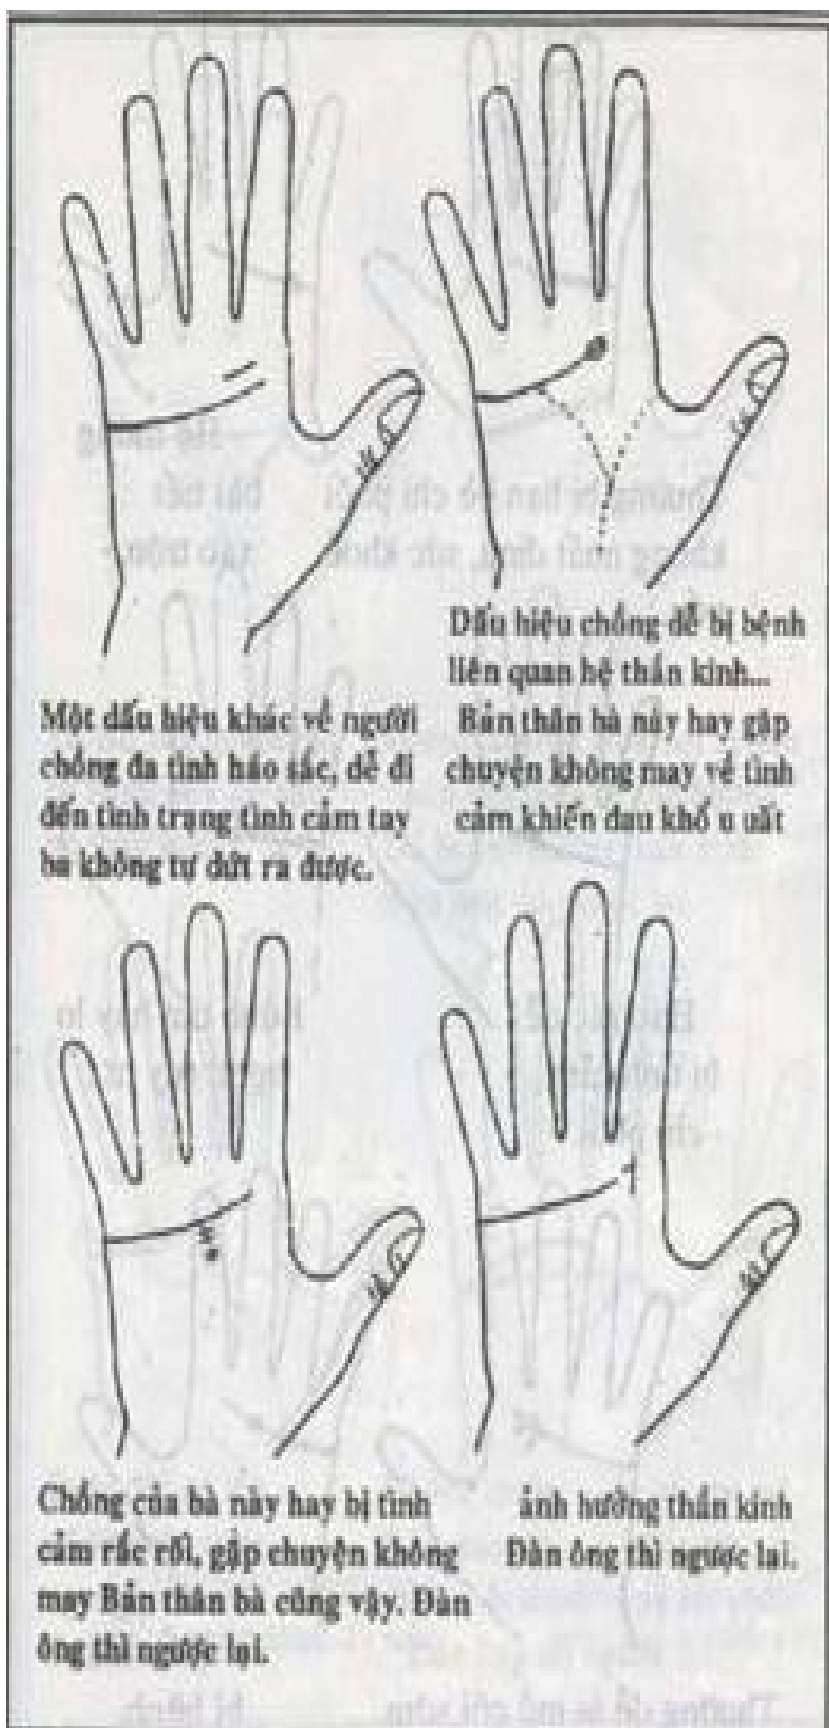 Một dấu hiệu khác về người
chồng đa tình háo sắc, dễ đi
đến tình trạng tình cảm tay
ba không tự dứt ra được.
Dấu hiệu chồng dễ bị bệnh
liên quan hệ thần kinh...
Bản thân bà này hay gặp
chuyện không may về tình
cảm khiến đau khổ u uất
Chồng của bà này hay bị tình
cảm rắc rối, gặp chuyện không
may Bản thân bà cũng vậy. Đàn
ông thì ngược lại.
ảnh hưởng thần kinh
Đàn ông thì ngược lại.